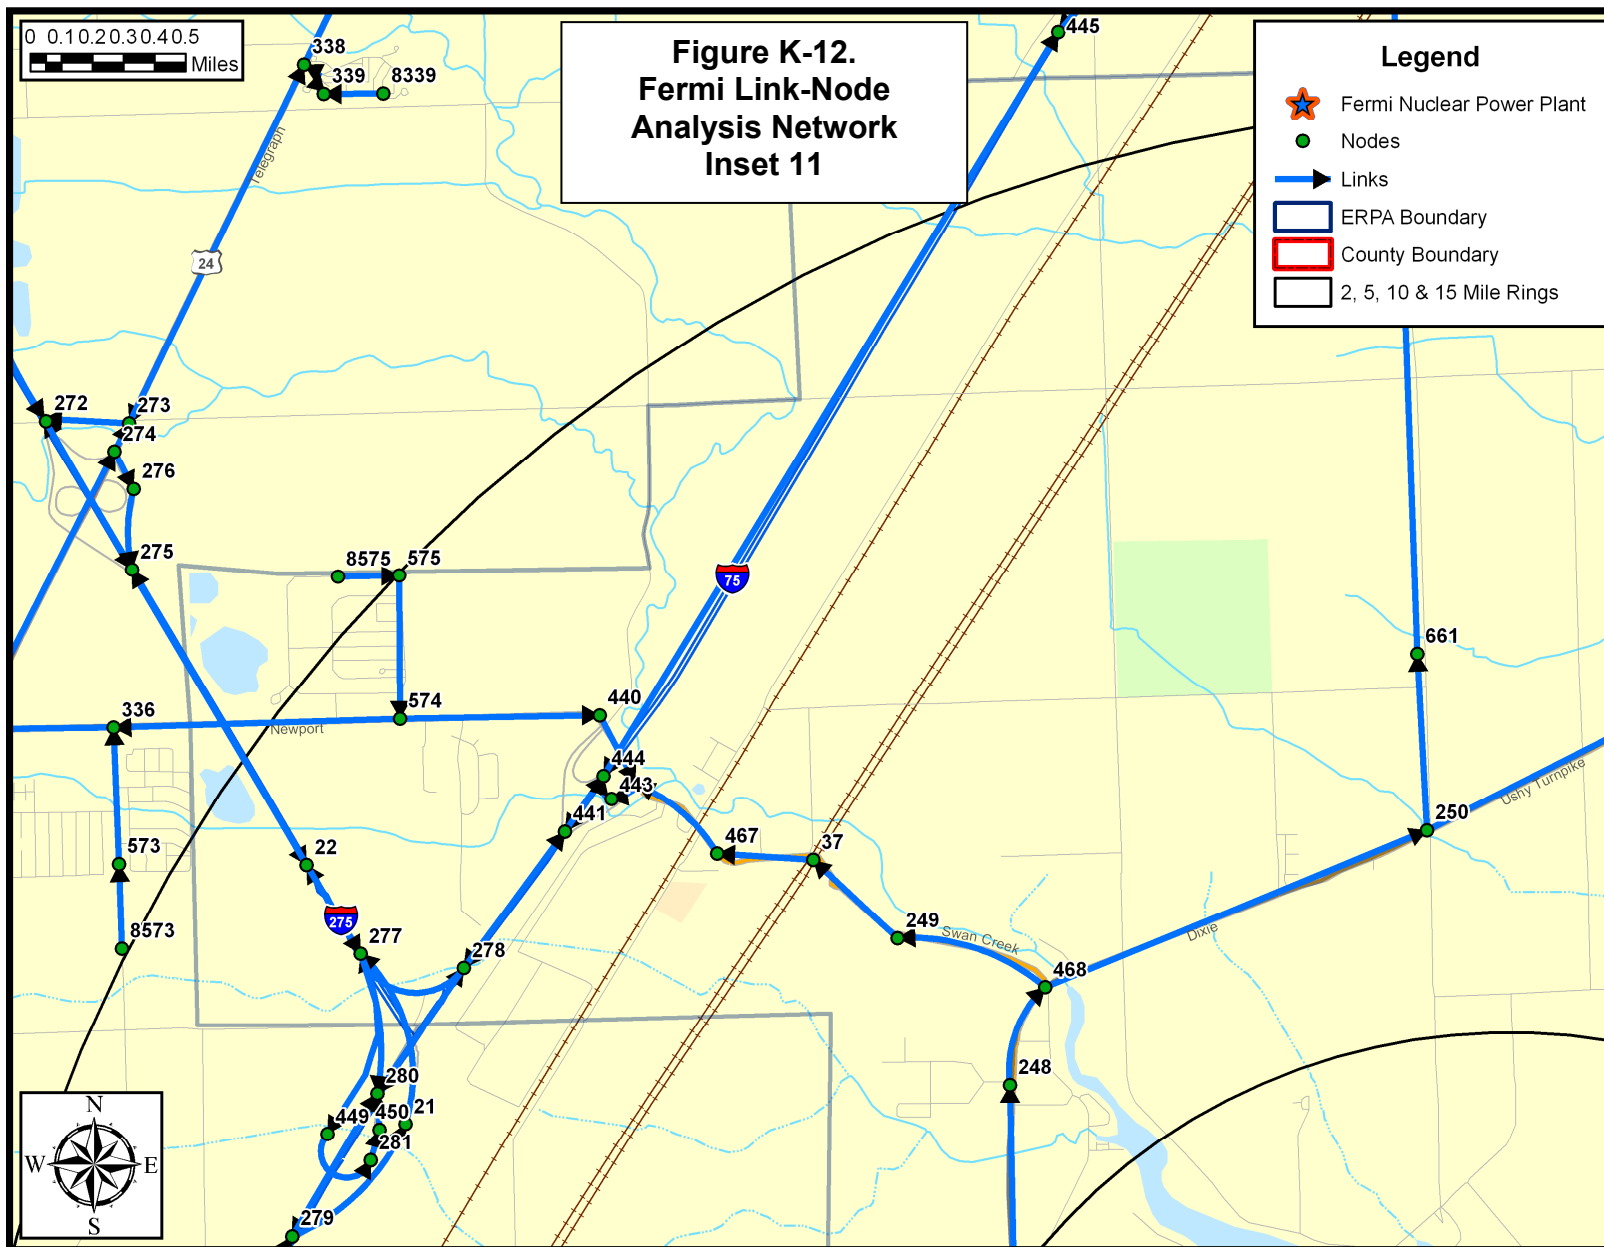 0 0.1 0.2 0.3 0.4 0.5
Miles
Figure K-12.
Fermi Link-Node
Analysis Network
Inset 11
Legend
Fermi Nuclear Power Plant
Nodes
Links
ERPA Boundary
County Boundary
2, 5, 10 & 15 Mile Rings
445
338
339
8339
Telegraph
24
272
273
274
276
275
8575
575
75
661
336
574
440
Newport
444
443
441
467
37
250
Ushy Turnpike
573
22
8573
275
277
278
249
Swan Creek
Dixie
468
248
280
449
450
21
281
279
N
W
E
S